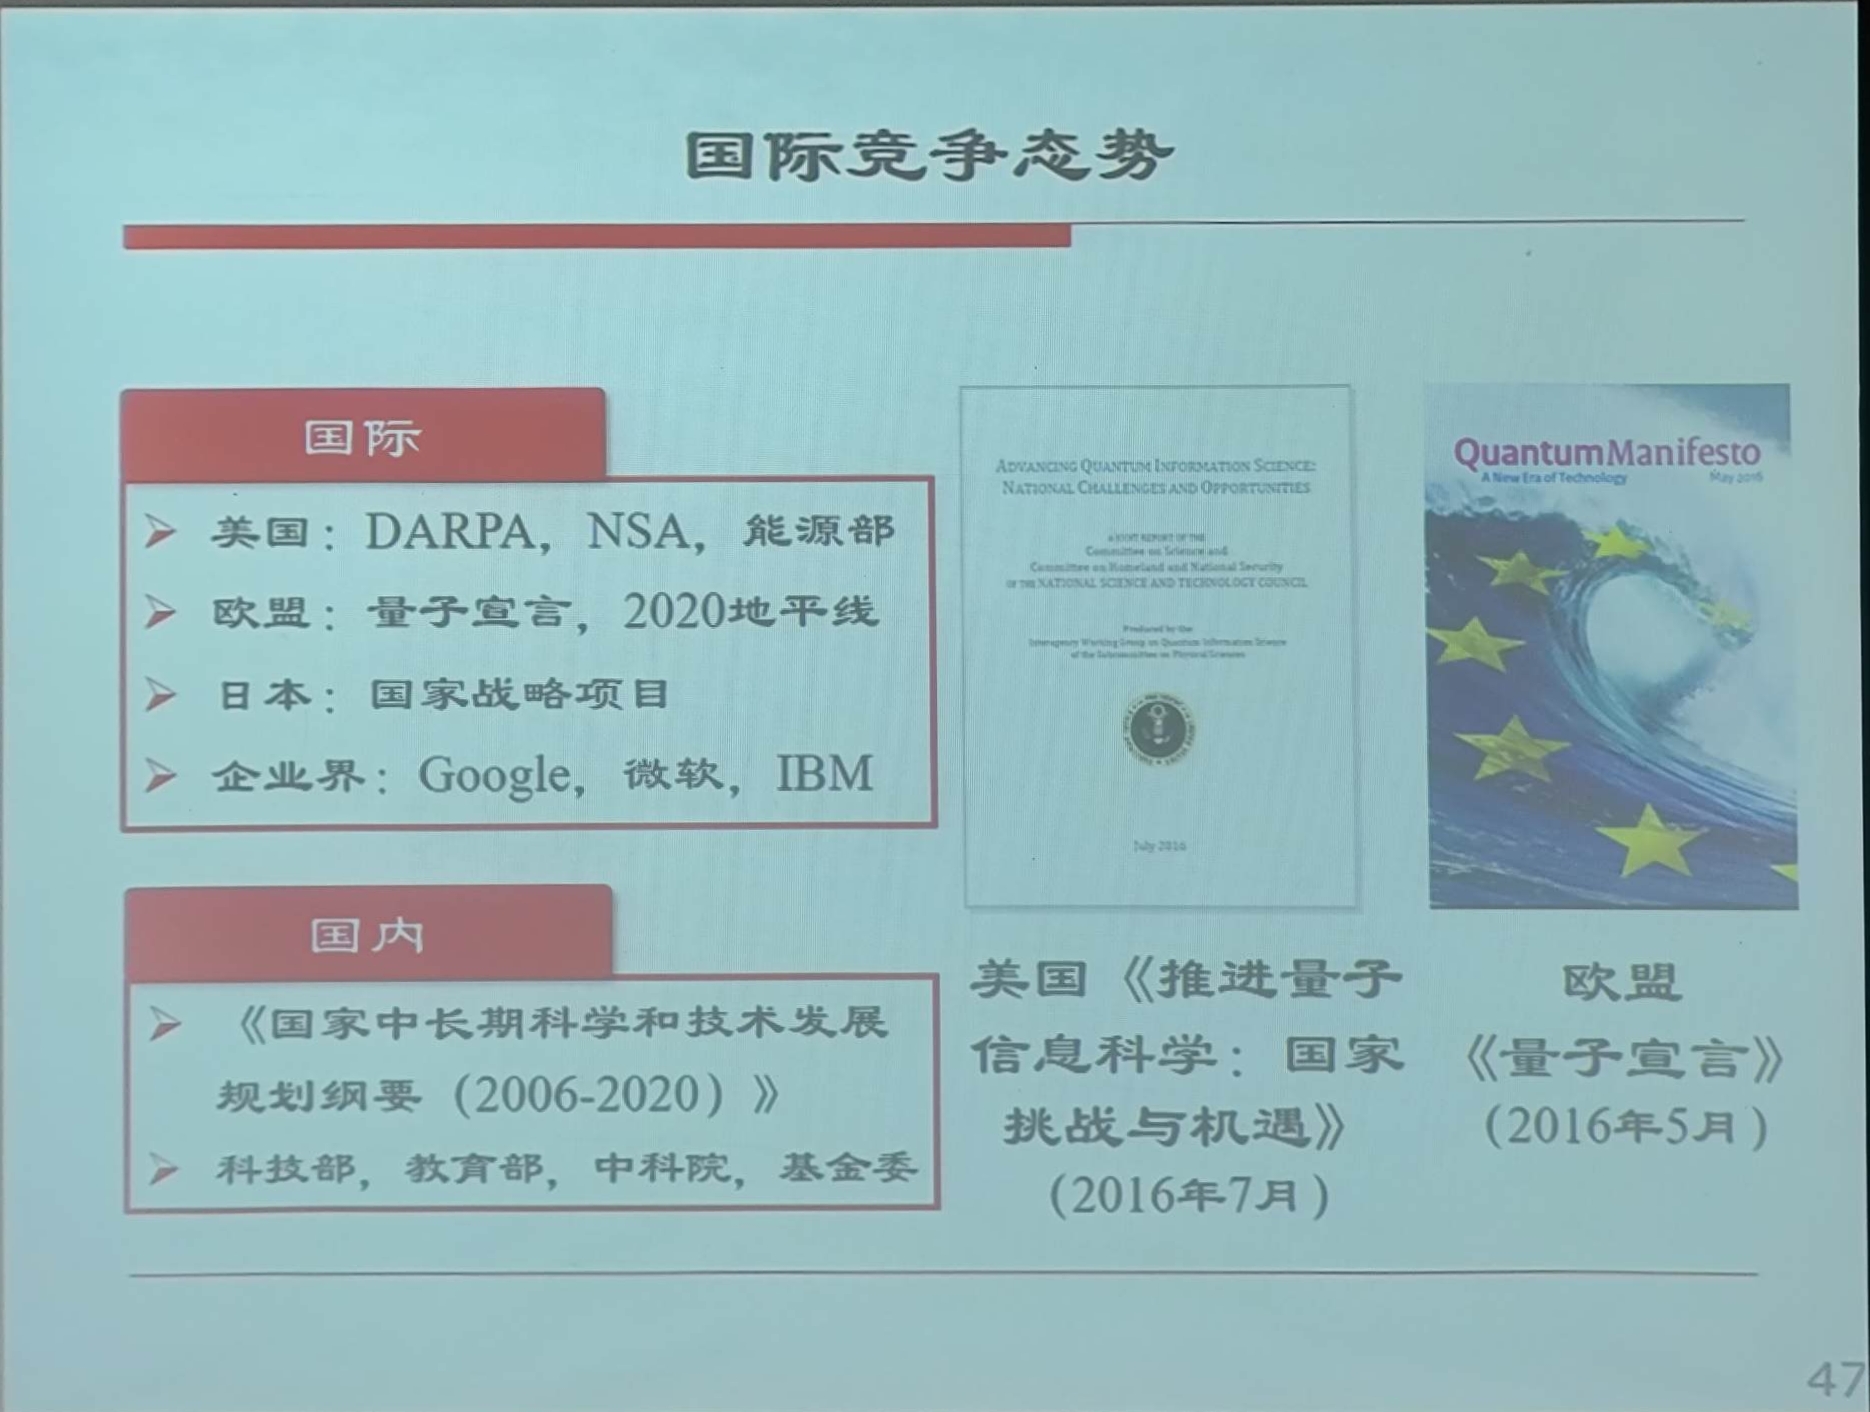 国际竞争态势
国际
➢ 美国：DARPA，NSA，能源部
➢ 欧盟：量子宣言，2020地平线
➢ 日本：国家战略项目
➢ 企业界：Google，微软，IBM
国内
➢ 《国家中长期科学和技术发展
规划纲要（2006-2020）》
➢ 科技部，教育部，中科院，基金委
ADVANCING QUANTUM INFORMATION SCIENCE:
NATIONAL CHALLENGES AND OPPORTUNITIES
A JOINT REPORT OF THE
Committee on Science and
Committee on Homeland and National Security
OF THE NATIONAL SCIENCE AND TECHNOLOGY COUNCIL
Produced by the
Interagency Working Group on Quantum Information Science
of the Subcommittee on Physical Sciences
July 2016
美国《推进量子
信息科学：国家
挑战与机遇》
(2016年7月)
QuantumManifesto
A New Era of Technology
May 2016
欧盟
《量子宣言》
(2016年5月)
47